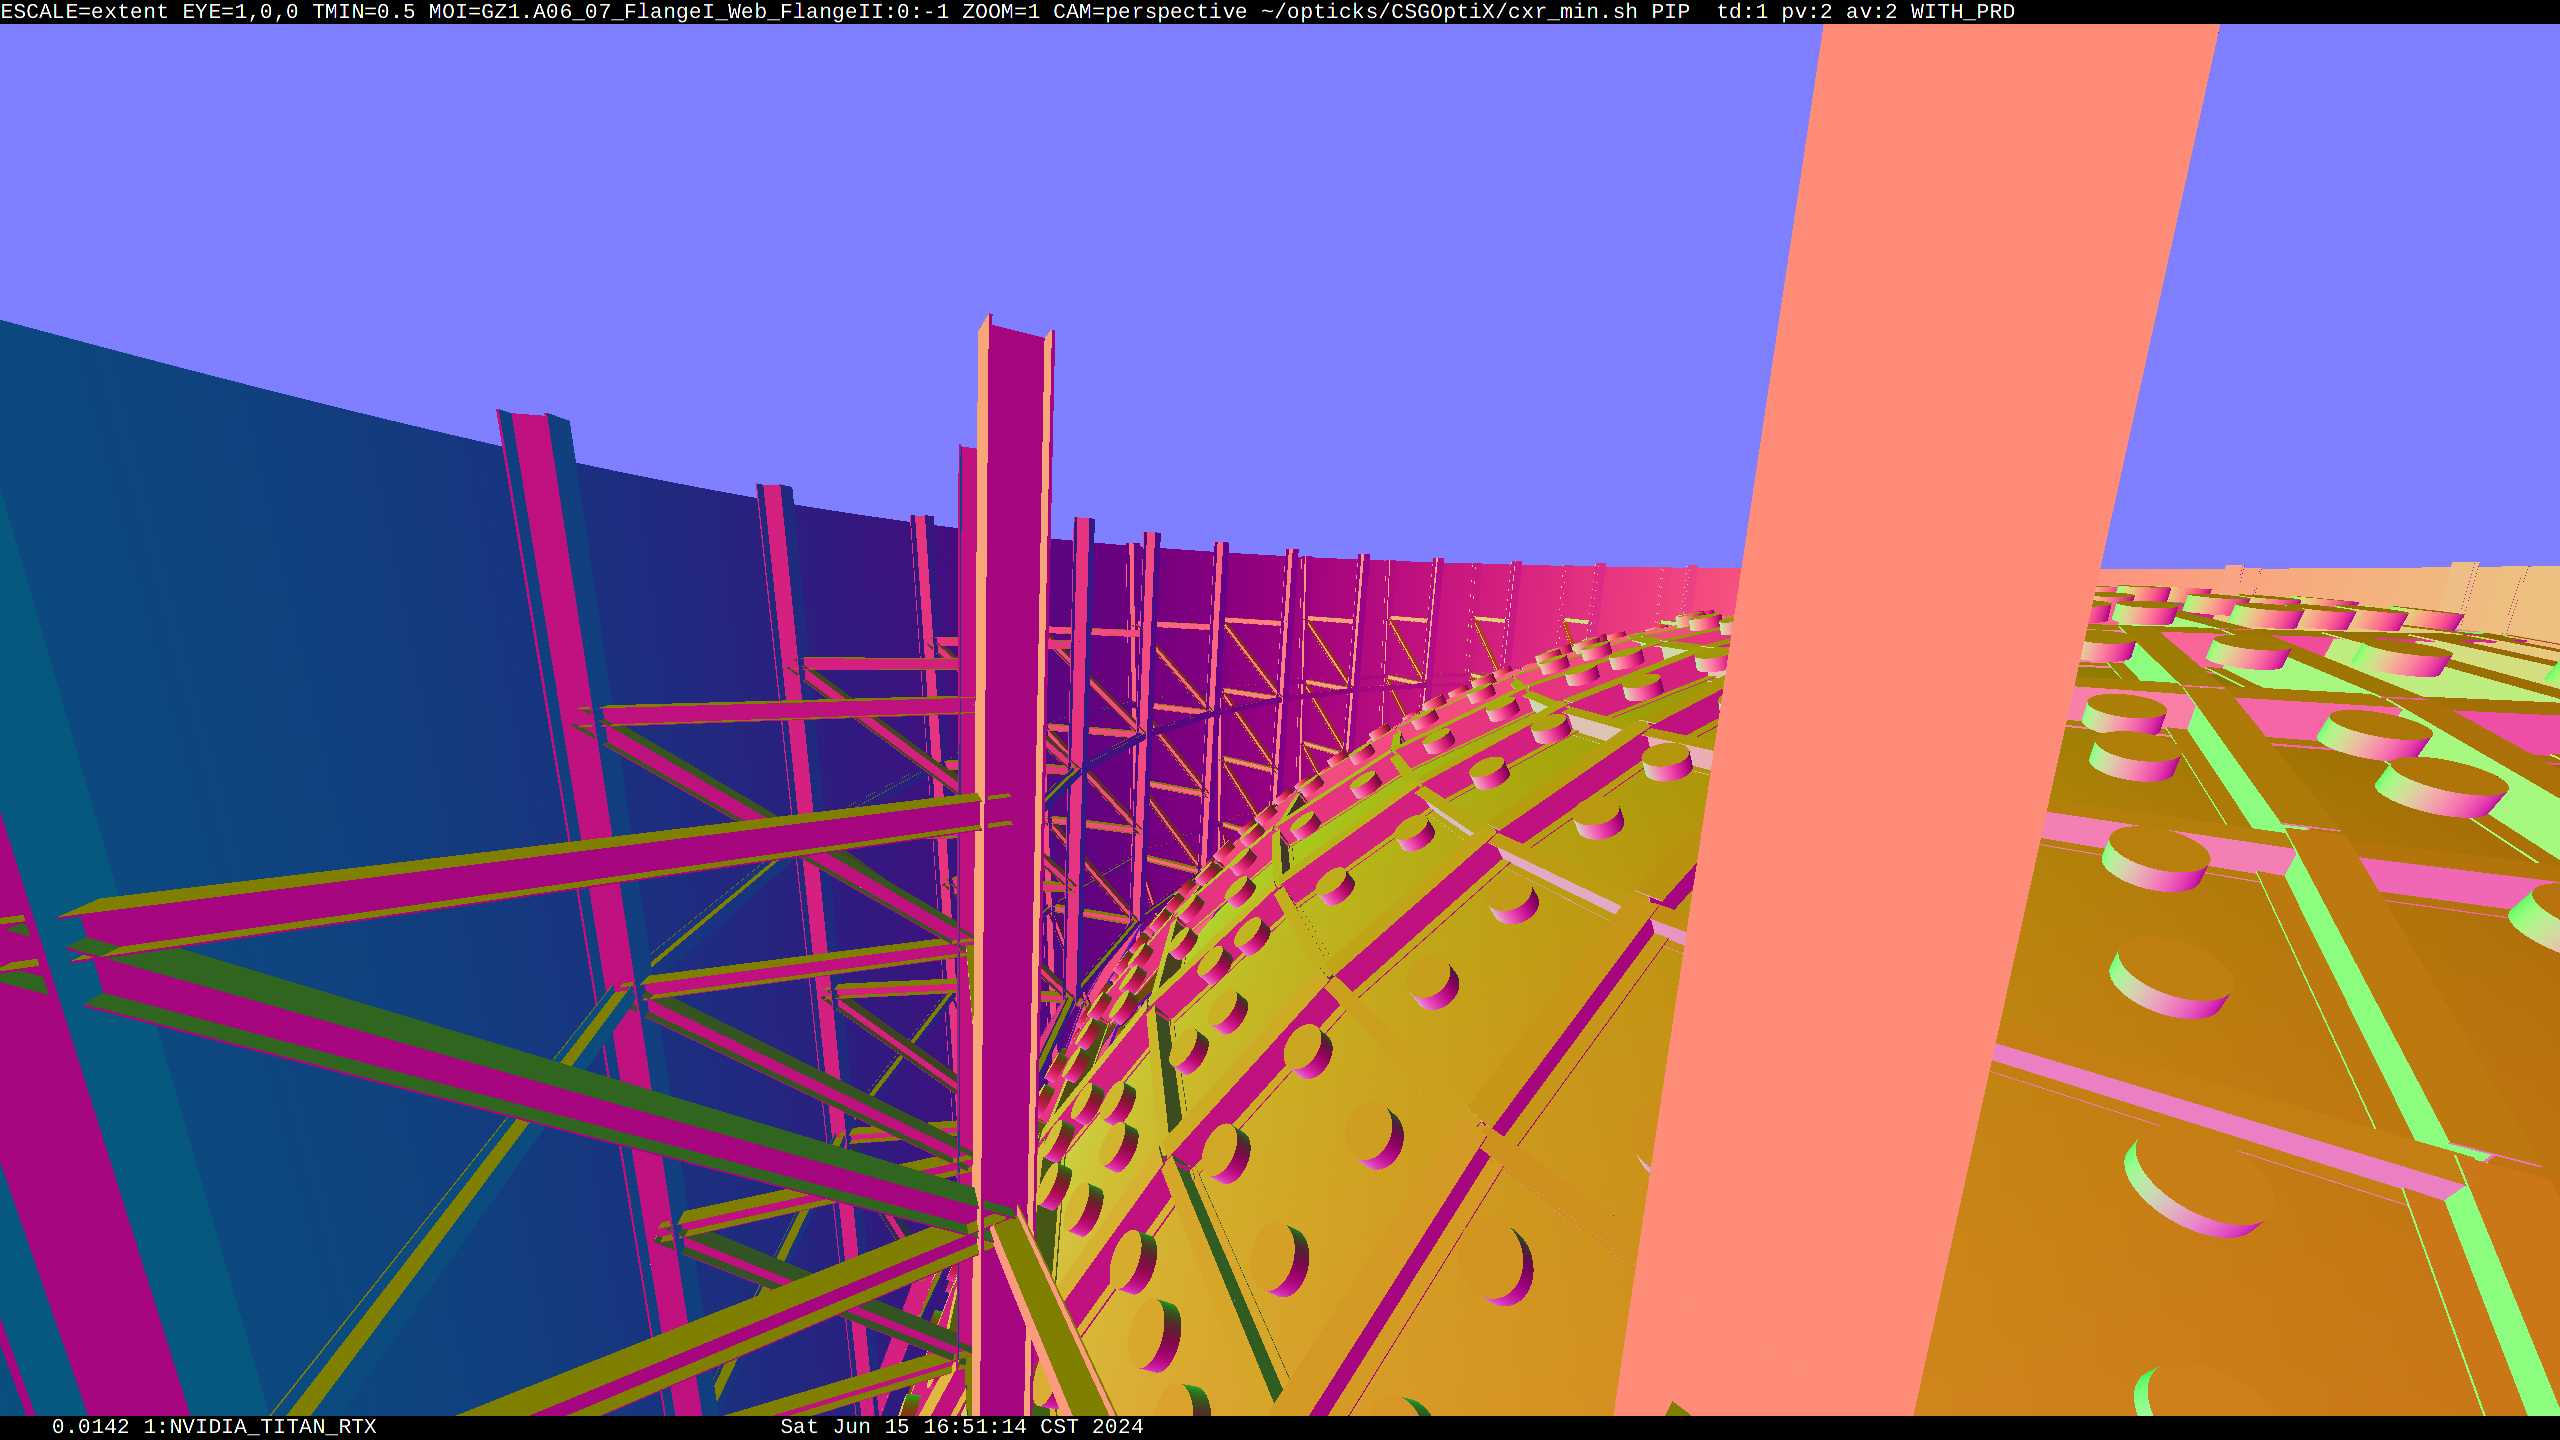 ESCALE=extent EYE=1,0,0 TMIN=0.5 MOI=GZ1.A06_07_FlangeI_Web_FlangeII:0:-1 ZOOM=1 CAM=perspective ~/opticks/CSGOptiX/cxr_min.sh PIP  td:1 pv:2 av:2 WITH_PRD
0.0142 1:NVIDIA_TITAN_RTX Sat Jun 15 16:51:14 CST 2024